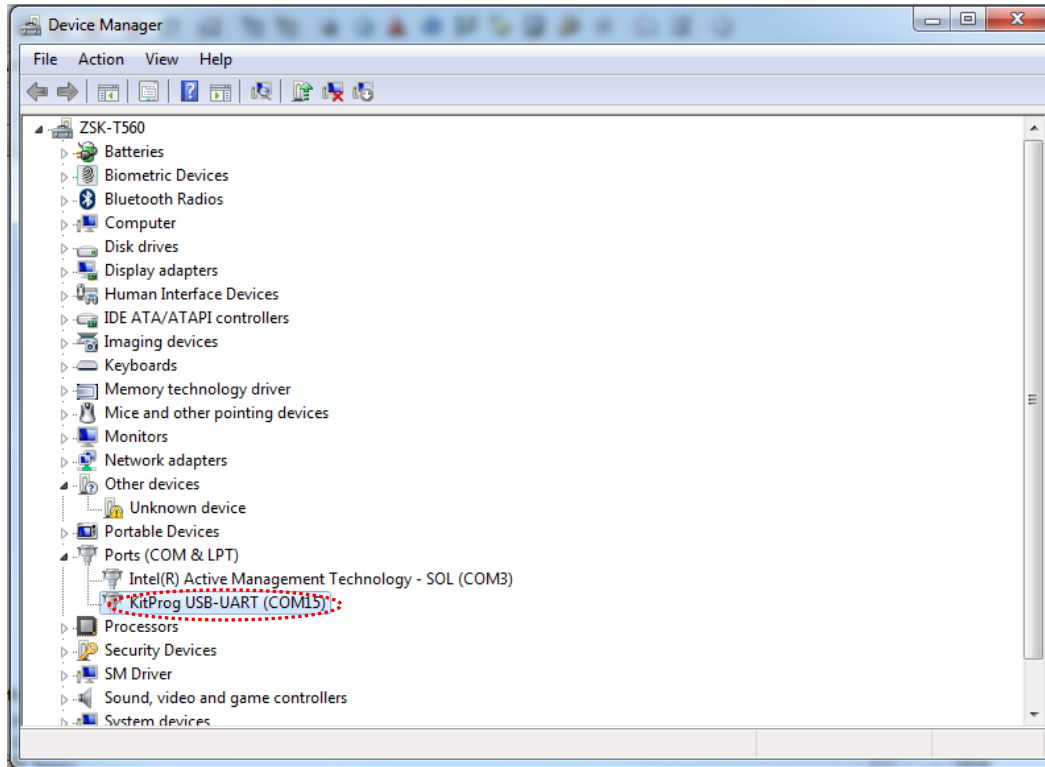 Device Manager
File Action View Help
ZSK-T560
Batteries
Biometric Devices
Bluetooth Radios
Computer
Disk drives
Display adapters
Human Interface Devices
IDE ATA/ATAPI controllers
Imaging devices
Keyboards
Memory technology driver
Mice and other pointing devices
Monitors
Network adapters
Other devices
Unknown device
Portable Devices
Ports (COM & LPT)
Intel(R) Active Management Technology - SOL (COM3)
KitProg USB-UART (COM15)
Processors
Security Devices
SM Driver
Sound, video and game controllers
System devices